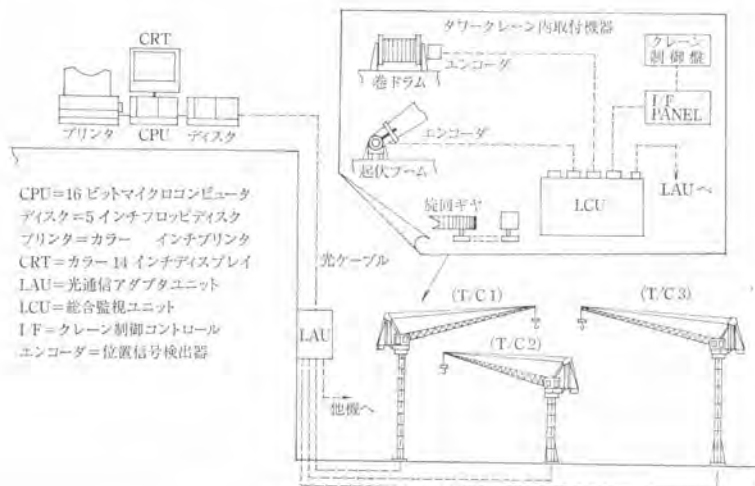 CRT
プリンタ
CPU
ディスク
CPU=16 ビットマイクロコンピュータ
ディスク=5 インチフロッピディスク
プリンタ=カラー　インチプリンタ
CRT=カラー 14 インチディスプレイ
LAU=光通信アダプタユニット
LCU=総合監視ユニット
I/F=クレーン制御コントロール
エンコーダ=位置信号検出器
光ケーブル
LAU
他機へ
タワークレーン内取付機器
エンコーダ
巻ドラム
クレーン
制御盤
I/F
PANEL
エンコーダ
起伏ブーム
LCU
LAUへ
旋回ギヤ
(T/C 1)
(T/C 2)
(T/C 3)